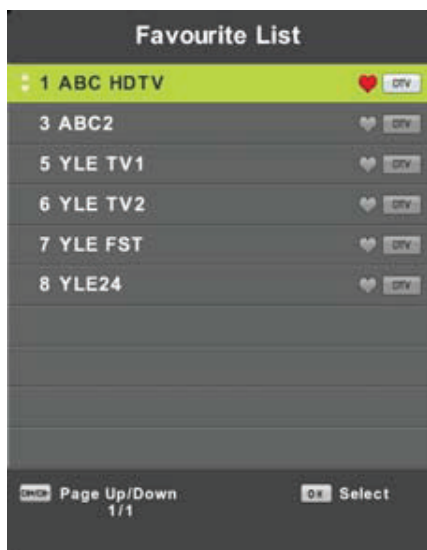 Favourite List
1 ABC HDTV DTV
3 ABC2 DTV
5 YLE TV1 DTV
6 YLE TV2 DTV
7 YLE FST DTV
8 YLE24 DTV
Page Up/Down OK Select
1/1